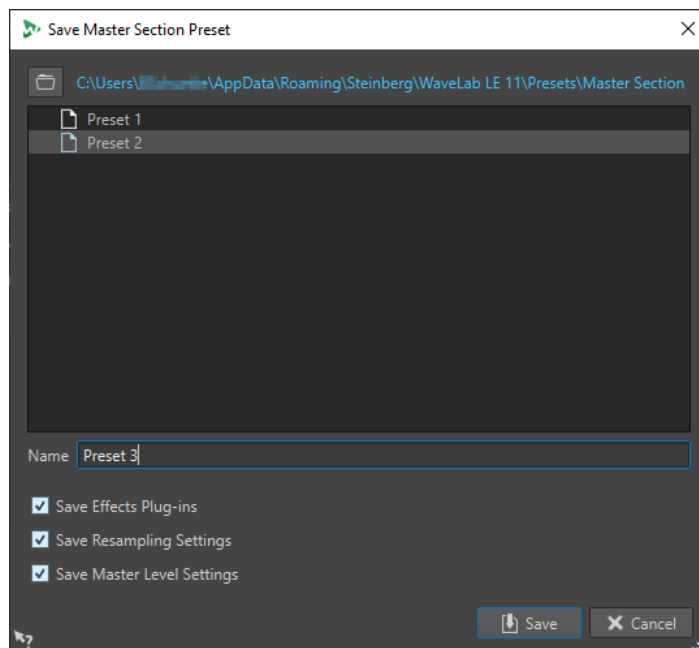 Save Master Section Preset
C:\Users\ \AppData\Roaming\Steinberg\WaveLab LE 11\Presets\Master Section
Preset 1
Preset 2
Name Preset 3
Save Effects Plug-ins
Save Resampling Settings
Save Master Level Settings
Save Cancel
?